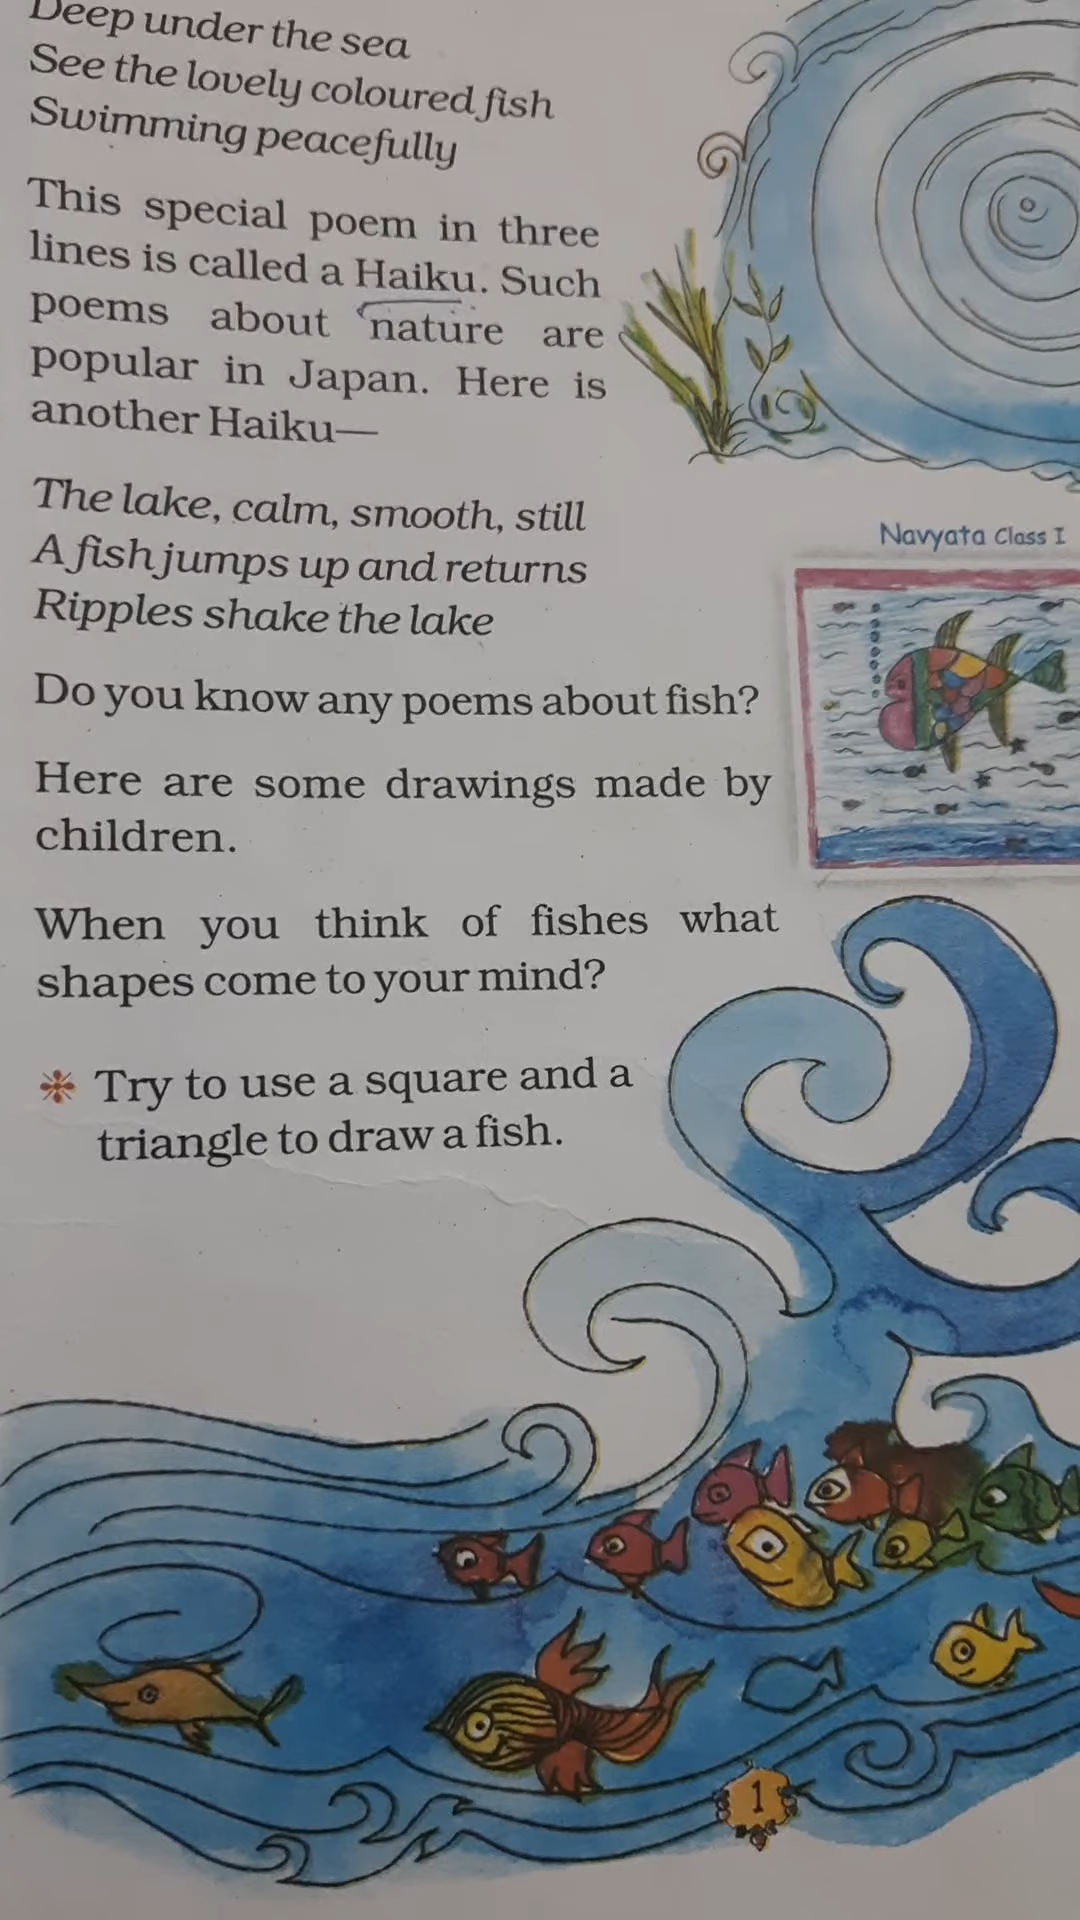 Deep under the sea
See the lovely coloured fish
Swimming peacefully
This special poem in three
lines is called a Haiku. Such
poems about nature are
popular in Japan. Here is
another Haiku—
The lake, calm, smooth, still
A fish jumps up and returns
Ripples shake the lake
Navyata Class I
Do you know any poems about fish?
Here are some drawings made by
children.
When you think of fishes what
shapes come to your mind?
Try to use a square and a
triangle to draw a fish.
1